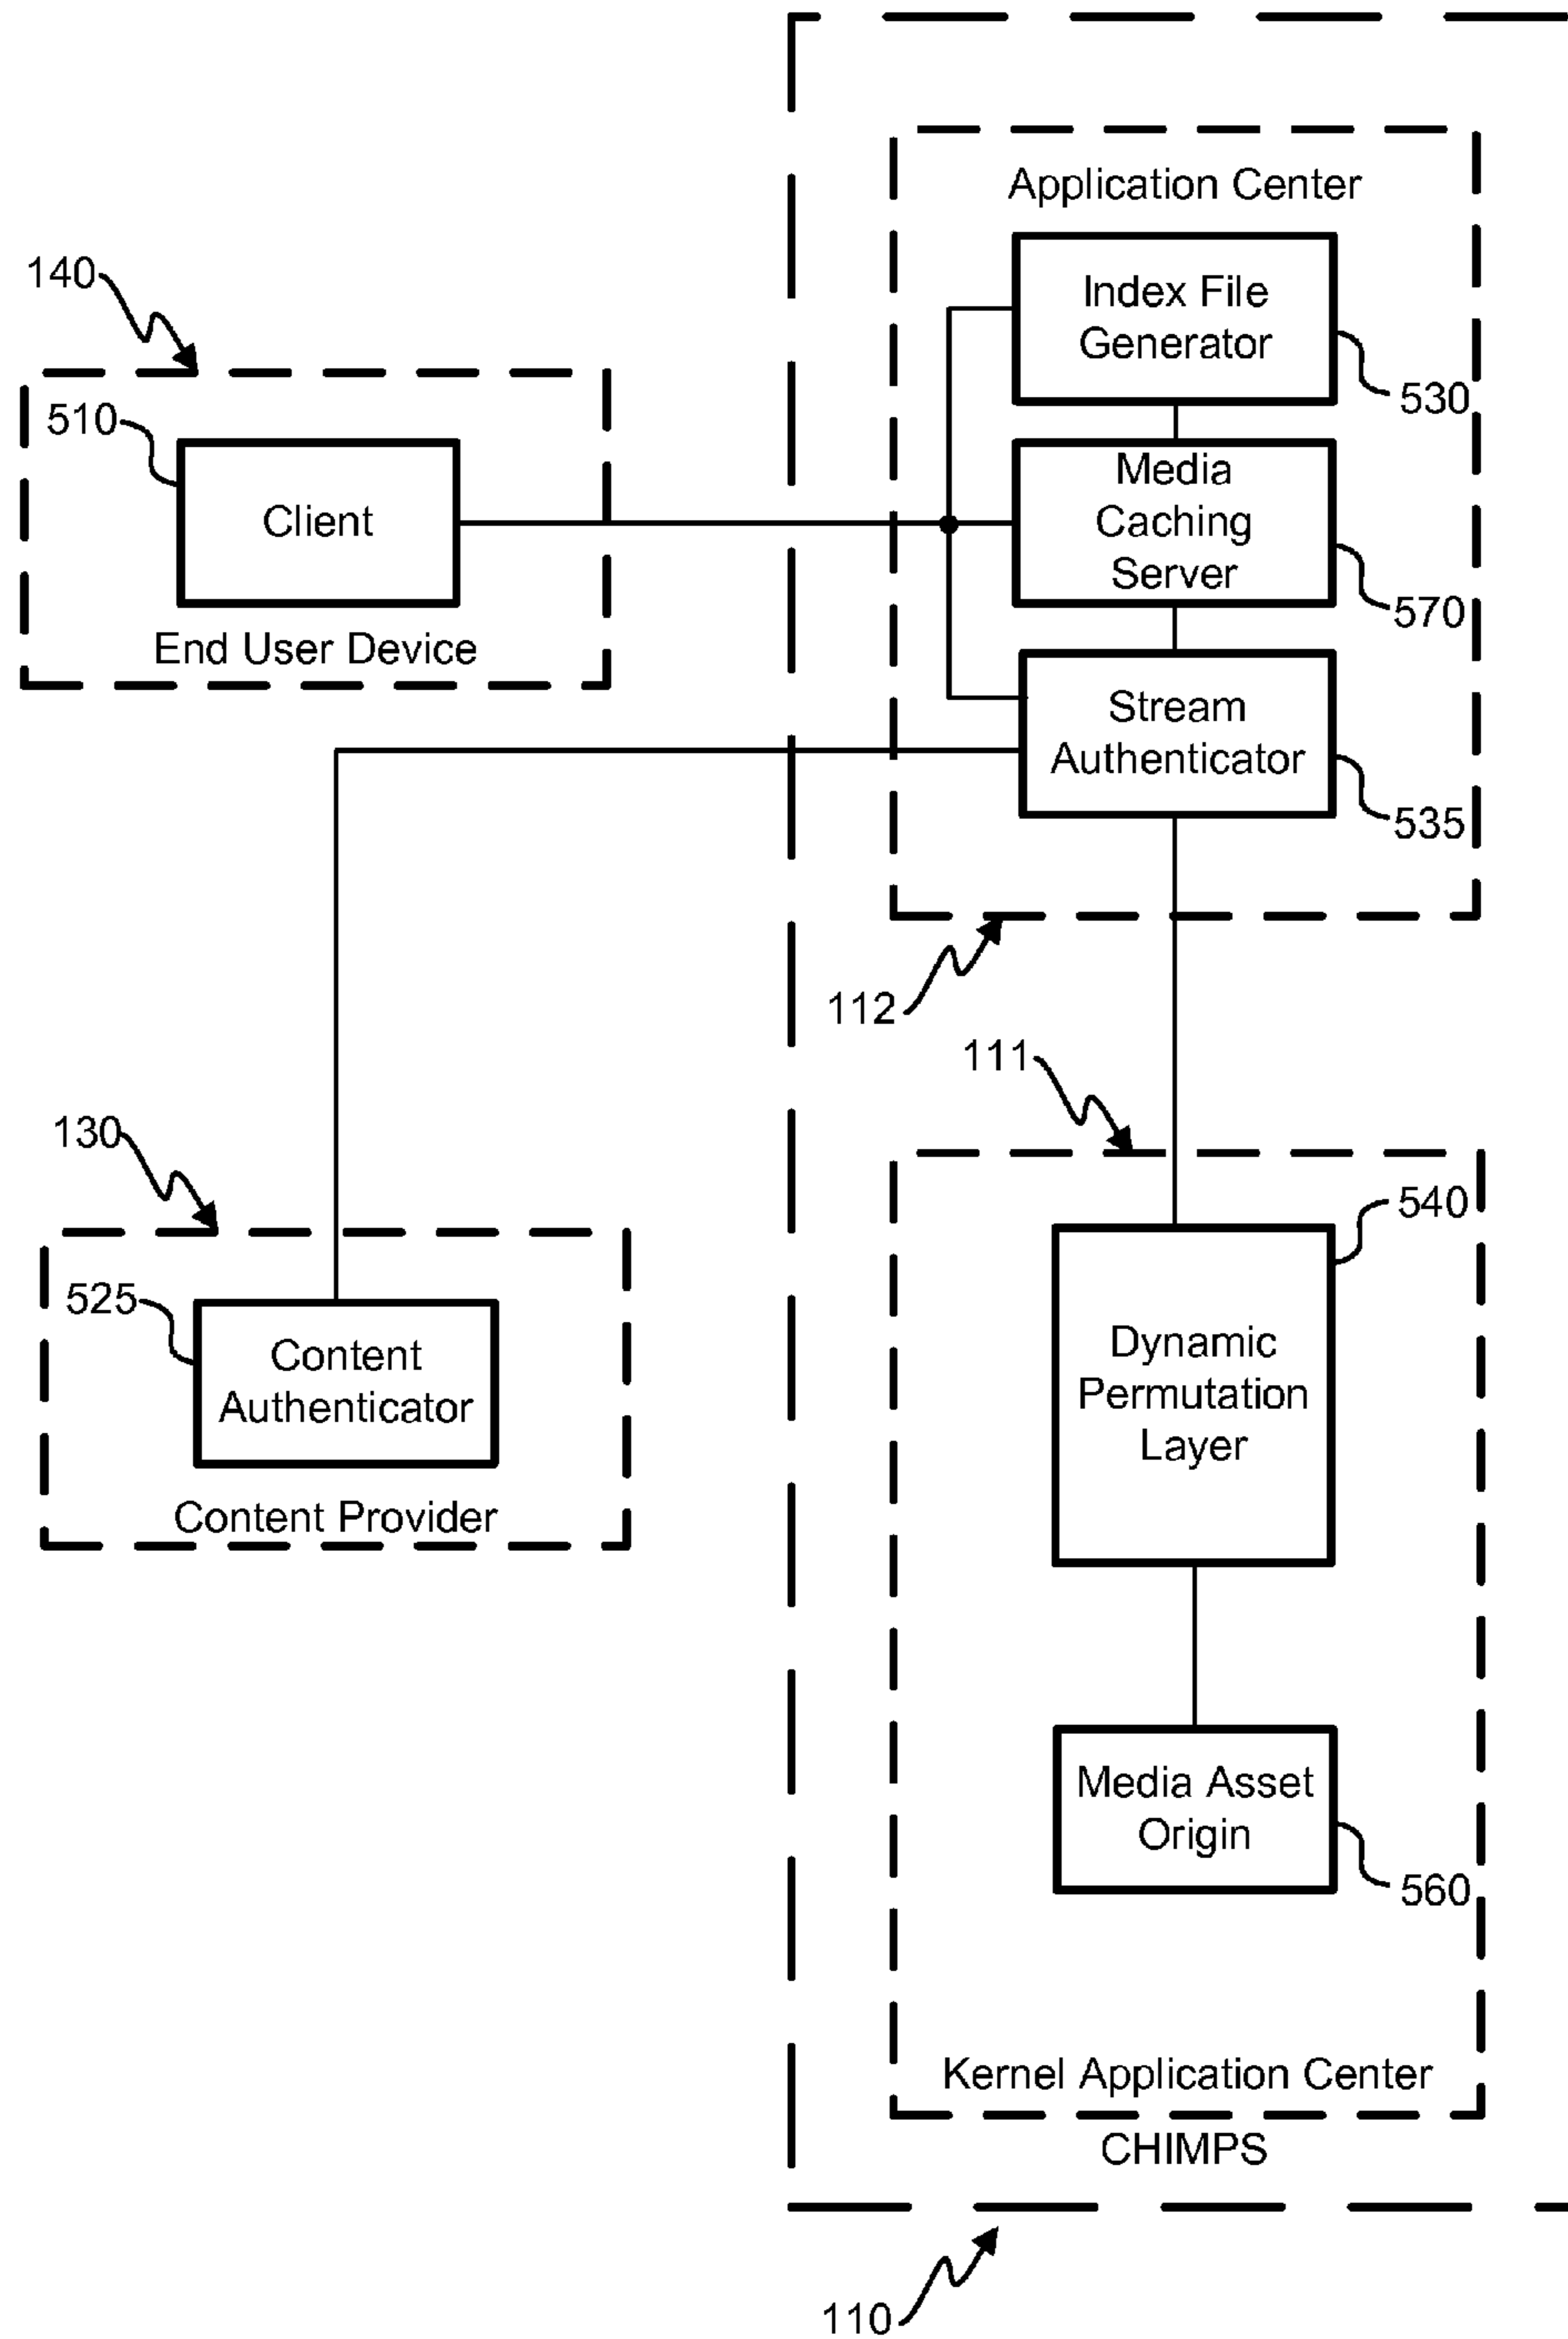 Application Center
Index File
Generator
530
140
510
Client
End User Device
Media
Caching
Server
570
Stream
Authenticator
535
112
111
130
525
Content
Authenticator
Content Provider
540
Dynamic
Permutation
Layer
Media Asset
Origin
560
Kernel Application Center
CHIMPS
110